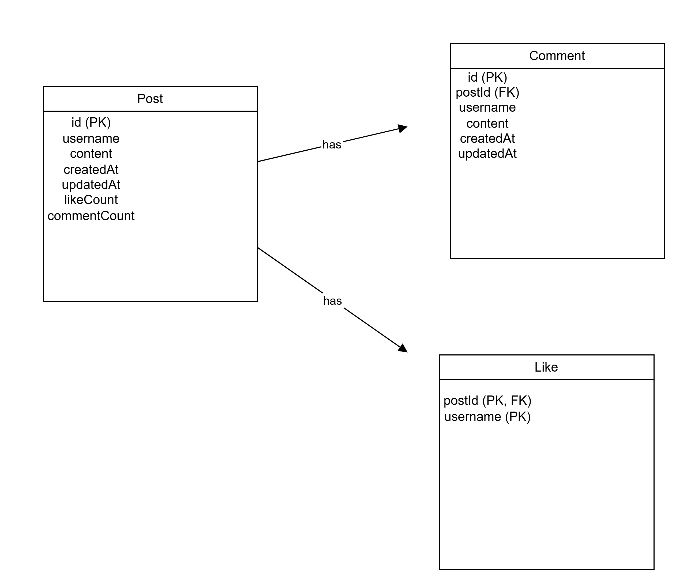 Post
id (PK)
username
content
createdAt
updatedAt
likeCount
commentCount
has
has
Comment
id (PK)
postId (FK)
username
content
createdAt
updatedAt
Like
postId (PK, FK)
username (PK)